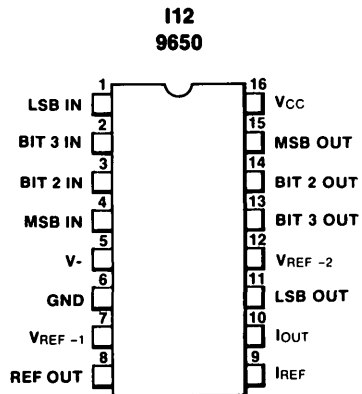 I12
9650
1 16
LSB IN VCC
2 15
BIT 3 IN MSB OUT
3 14
BIT 2 IN BIT 2 OUT
4 13
MSB IN BIT 3 OUT
5 12
V- VREF -2
6 11
GND LSB OUT
7 10
VREF -1 IOUT
8 9
REF OUT IREF